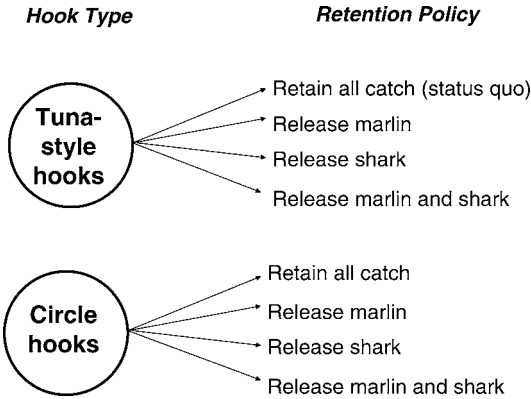 Hook Type
Retention Policy
Tuna-
style
hooks
Retain all catch (status quo)
Release marlin
Release shark
Release marlin and shark
Circle
hooks
Retain all catch
Release marlin
Release shark
Release marlin and shark